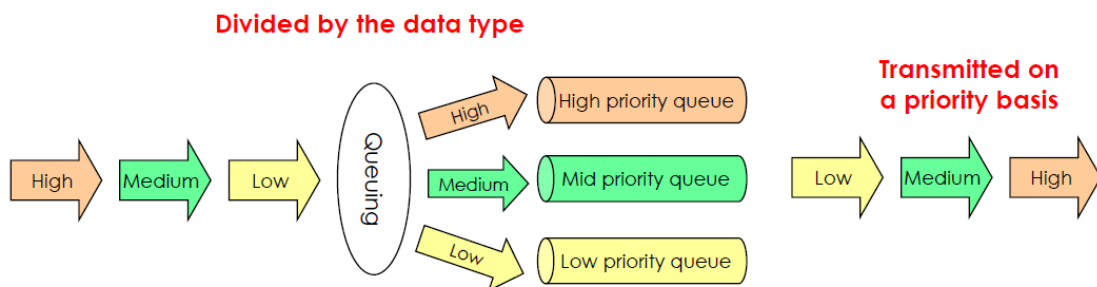 Divided by the data type
Transmitted on
a priority basis
High
Medium
Low
Queuing
High
Medium
Low
High priority queue
Mid priority queue
Low priority queue
Low
Medium
High